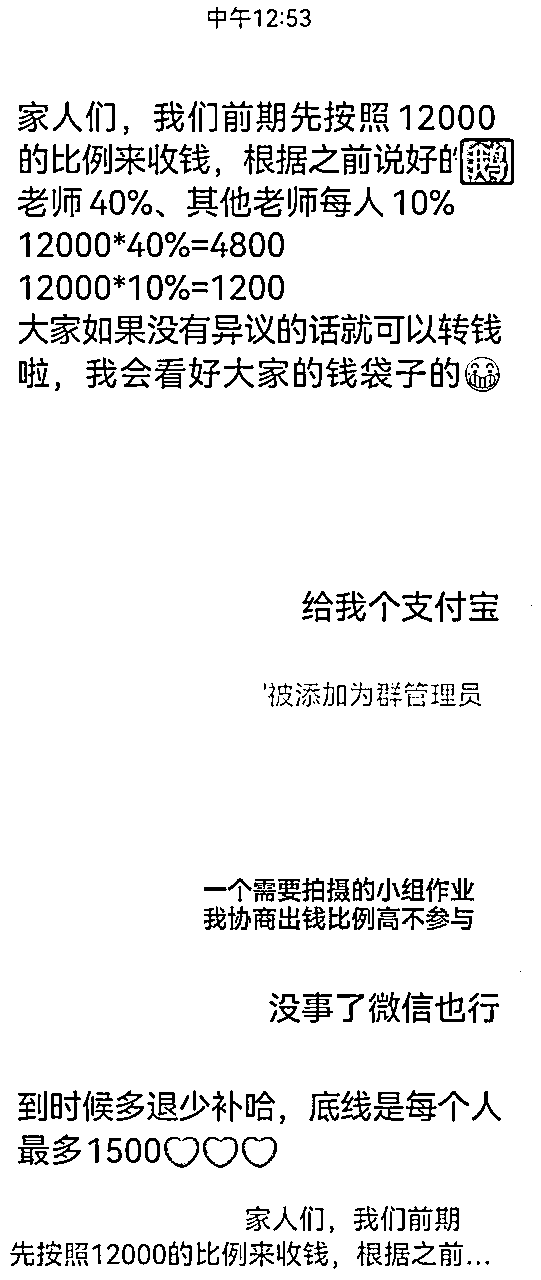 中午12:53
家人们，我们前期先按照 12000
的比例来收钱，根据之前说好的鹅
老师 40%、其他老师每人 10%
12000*40%=4800
12000*10%=1200
大家如果没有异议的话就可以转钱
啦，我会看好大家的钱袋子的😁
给我个支付宝
'被添加为群管理员
一个需要拍摄的小组作业
我协商出钱比例高不参与
没事了微信也行
到时候多退少补哈，底线是每个人
最多1500♡♡♡
家人们，我们前期
先按照12000的比例来收钱，根据之前...